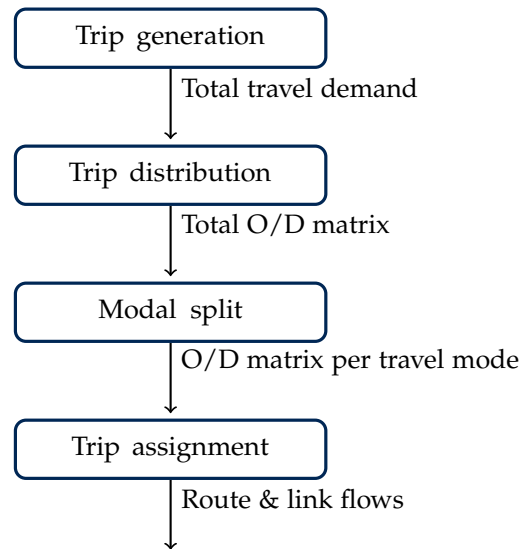 Trip generation
Total travel demand
Trip distribution
Total O/D matrix
Modal split
O/D matrix per travel mode
Trip assignment
Route & link flows